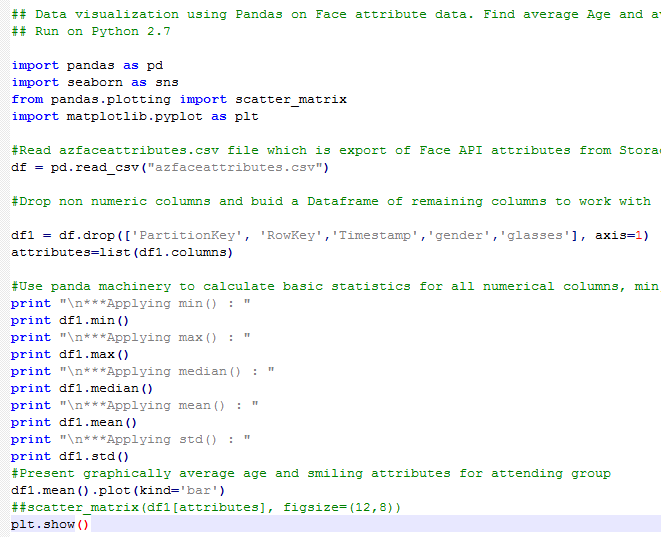 ## Data visualization using Pandas on Face attribute data. Find average Age and a
## Run on Python 2.7
import pandas as pd
import seaborn as sns
from pandas.plotting import scatter_matrix
import matplotlib.pyplot as plt
#Read azfaceattributes.csv file which is export of Face API attributes from Stora
df = pd.read_csv("azfaceattributes.csv")
#Drop non numeric columns and buid a Dataframe of remaining columns to work with
df1 = df.drop(['PartitionKey', 'RowKey','Timestamp','gender','glasses'], axis=1)
attributes=list(df1.columns)
#Use panda machinery to calculate basic statistics for all numerical columns, min
print "\n***Applying min() : "
print df1.min()
print "\n***Applying max() : "
print df1.max()
print "\n***Applying median() : "
print df1.median()
print "\n***Applying mean() : "
print df1.mean()
print "\n***Applying std() : "
print df1.std()
#Present graphically average age and smiling attributes for attending group
df1.mean().plot(kind='bar')
##scatter_matrix(df1[attributes], figsize=(12,8))
plt.show()